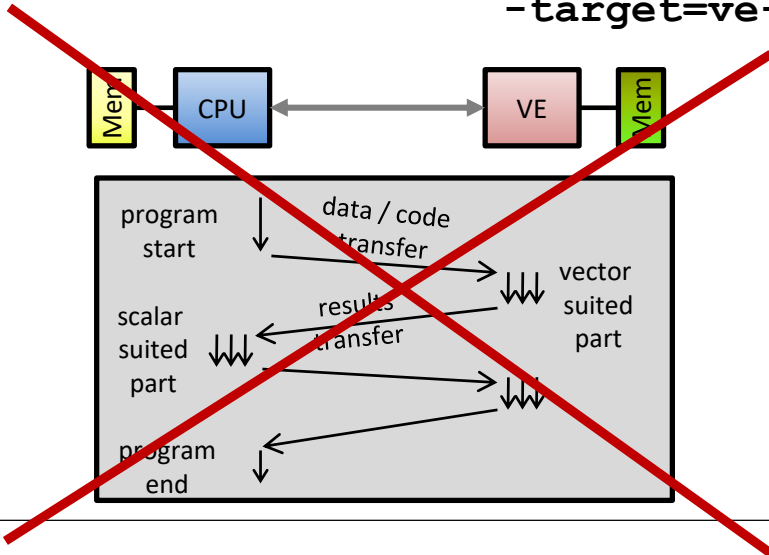 -target=ve-
Mem
CPU
VE
Mem
program
start
data / code
transfer
vector
suited
part
results
transfer
scalar
suited
part
program
end